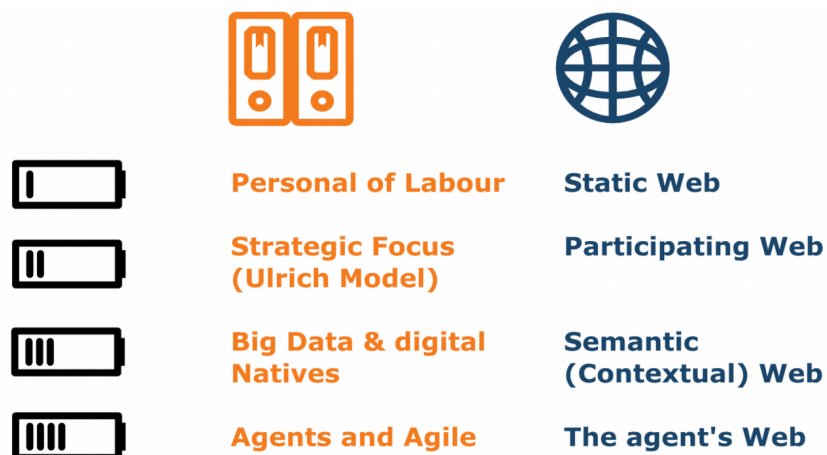 Personal of Labour
Static Web
Strategic Focus
(Ulrich Model)
Participating Web
Big Data & digital
Natives
Semantic
(Contextual) Web
Agents and Agile
The agent's Web